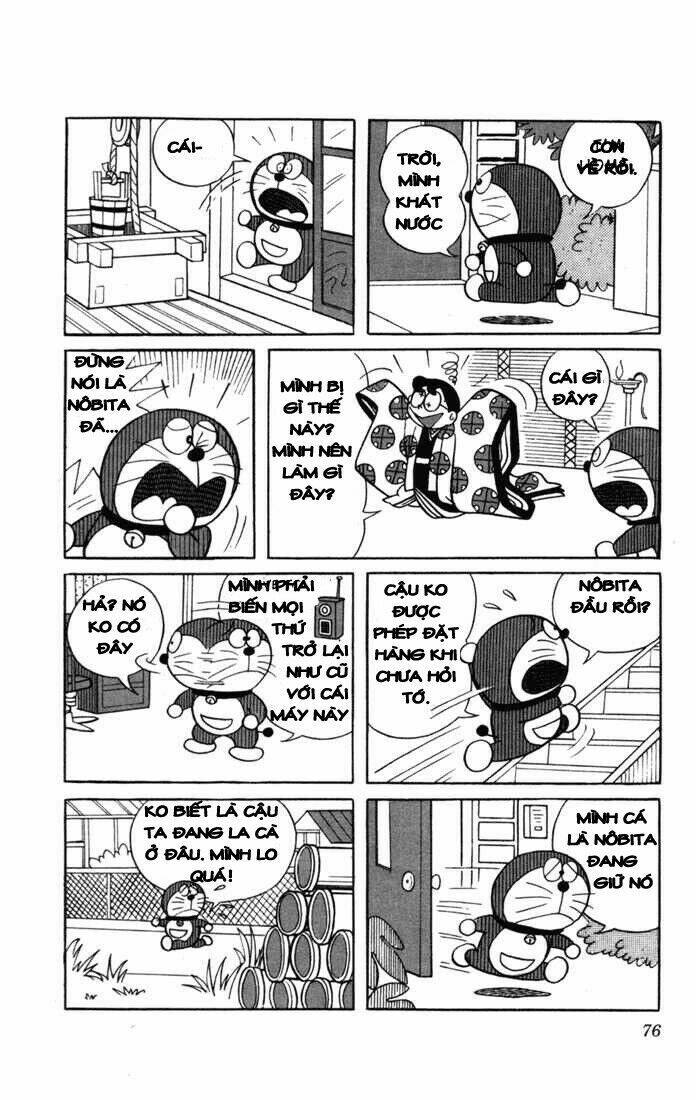 CON
VỀ RỒI.
TRỜI,
MÌNH
KHÁT
NƯỚC
CÁI-
CÁI GÌ
ĐÂY?
MÌNH BỊ
GÌ THẾ
NÀY?
MÌNH NÊN
LÀM GÌ
ĐÂY?
ĐỪNG
NÓI LÀ
NÔBITA
ĐÃ...
NÔBITA
ĐÂU RỒI?
CẬU KO
ĐƯỢC
PHÉP ĐẶT
HÀNG KHI
CHƯA HỎI
TỚ.
MÌNH PHẢI
BIẾN MỌI
THỨ
TRỞ LẠI
NHƯ CŨ
VỚI CÁI
MÁY NÀY
HẢ? NÓ
KO CÓ
ĐÂY
MÌNH CÁ
LÀ NÔBITA
ĐANG
GIỮ NÓ
KO BIẾT LÀ CẬU
TA ĐANG LA CÀ
Ở ĐÂU. MÌNH LO
QUÁ!
76